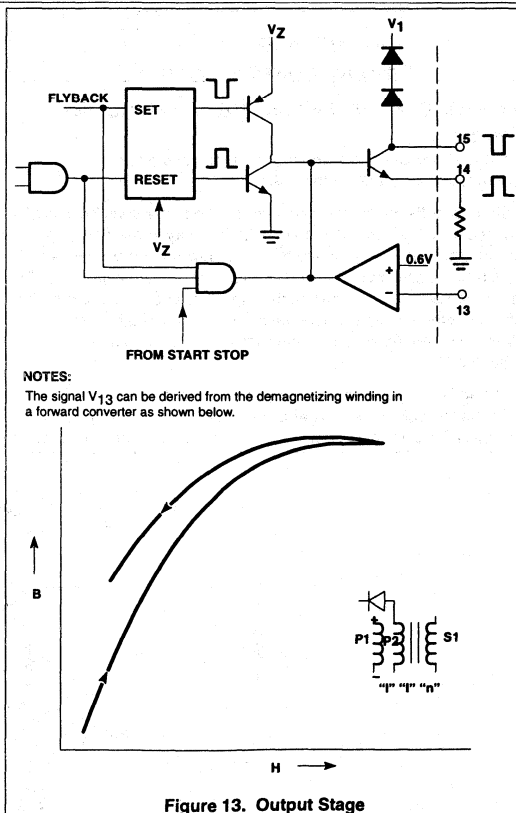 V1
VZ
FLYBACK
SET
15
14
RESET
VZ
0.6V
+
−
13
FROM START STOP
NOTES:
The signal V13 can be derived from the demagnetizing winding in
a forward converter as shown below.
B
+
P1 P2 S1
−
"I" "I" "n"
H
Figure 13. Output Stage